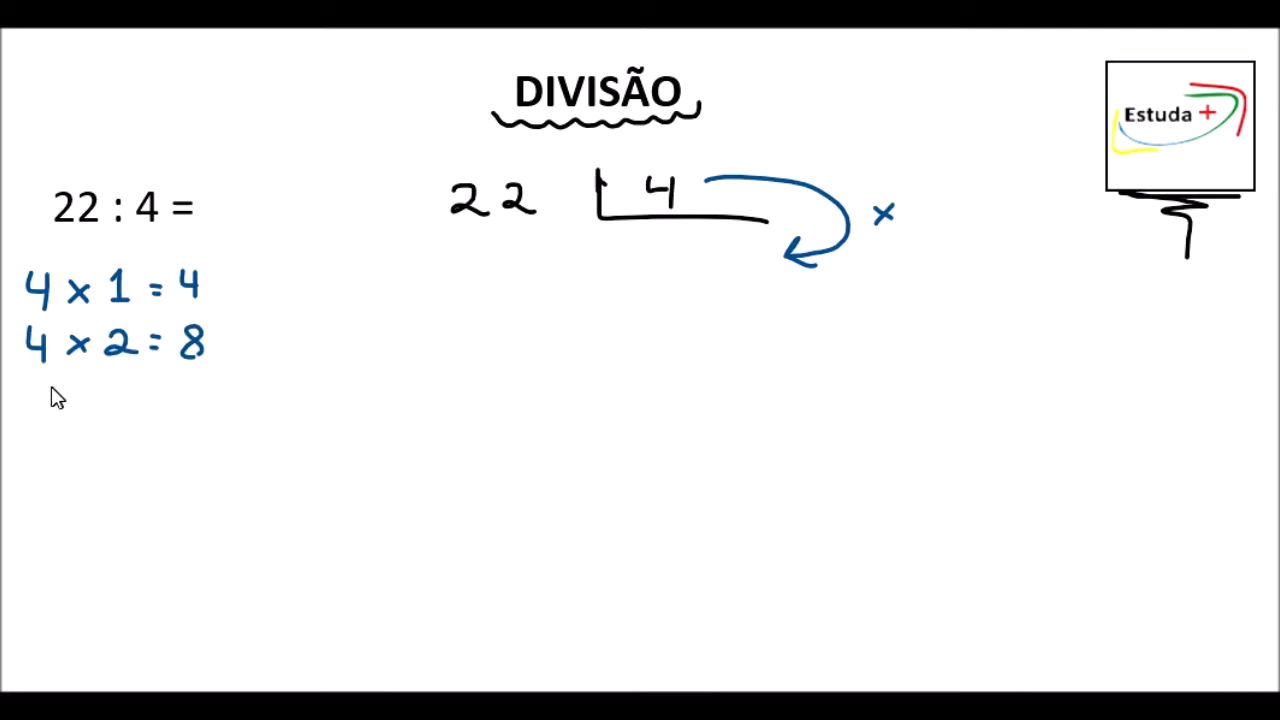 DIVISÃO
Estuda +
22 : 4 =
22 4 ×
4 × 1 = 4
4 × 2 = 8